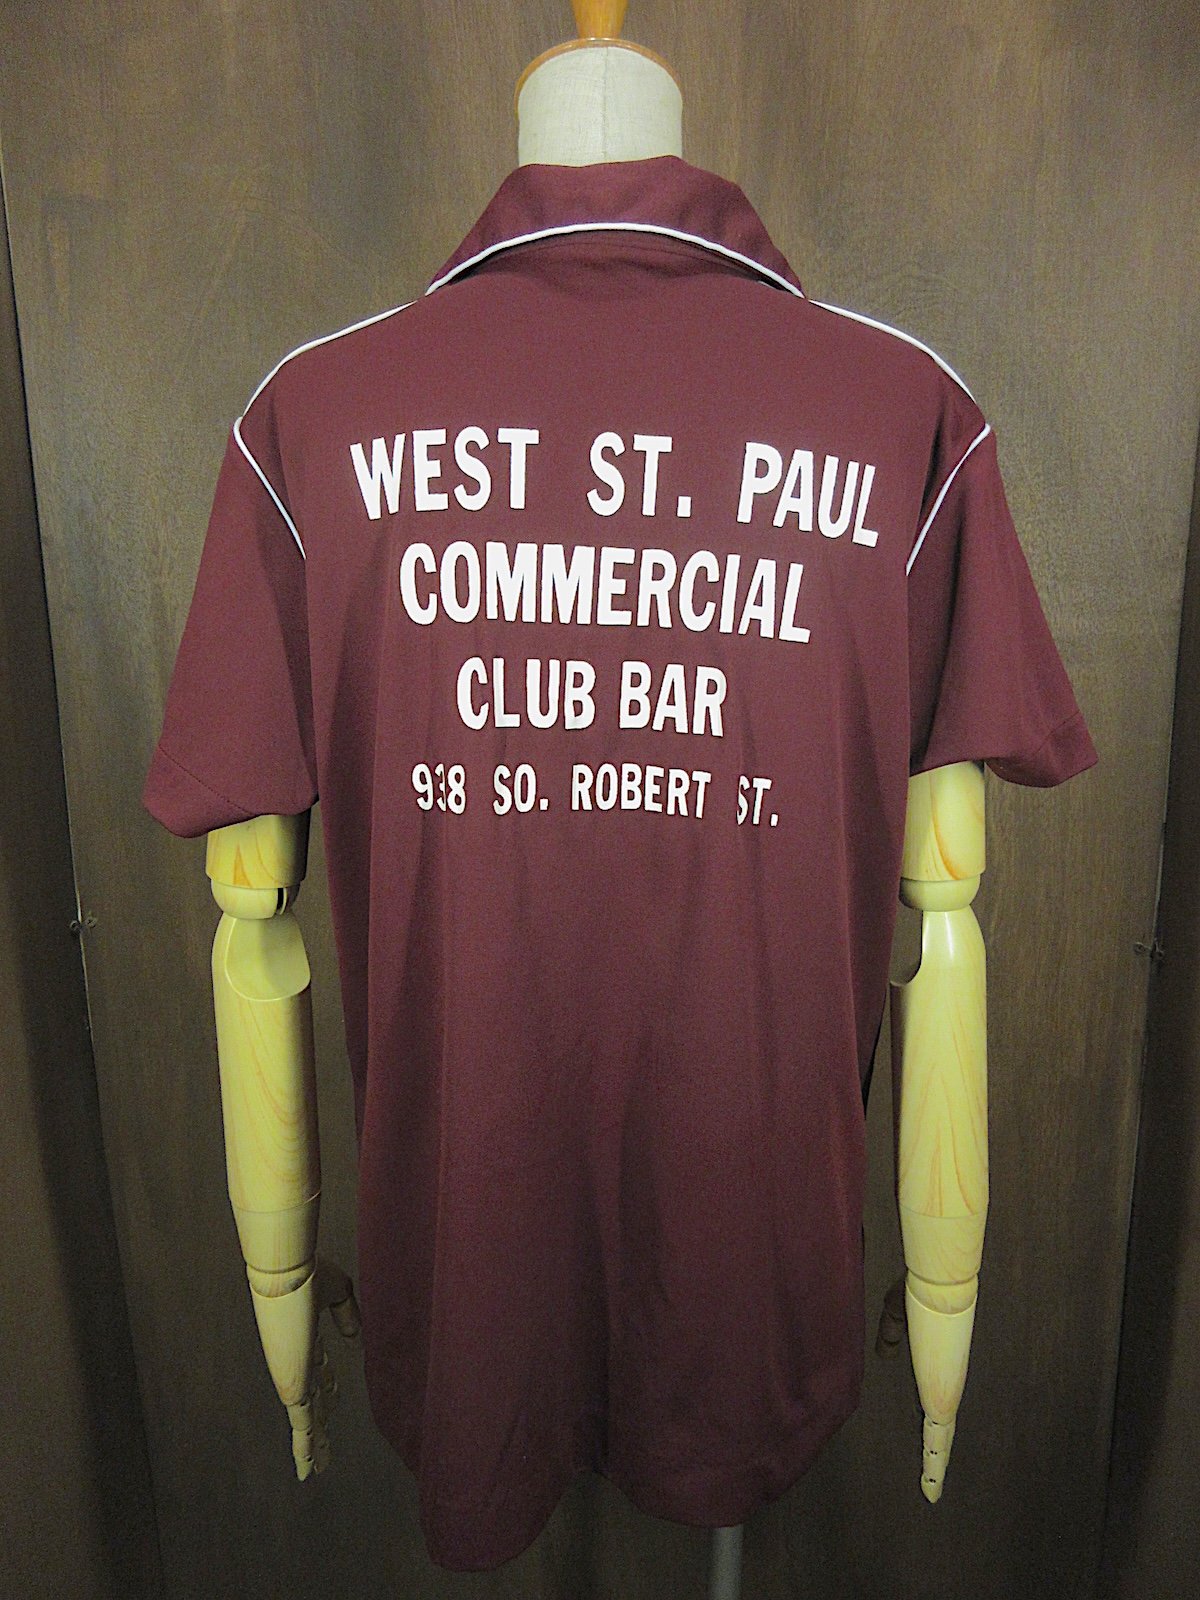 WEST ST. PAUL
COMMERCIAL
CLUB BAR
938 SO. ROBERT ST.